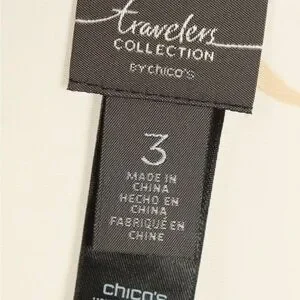 travelers
COLLECTION
BY chico's
3
MADE IN
CHINA
HECHO EN
CHINA
FABRIQUÉ EN
CHINE
chico's